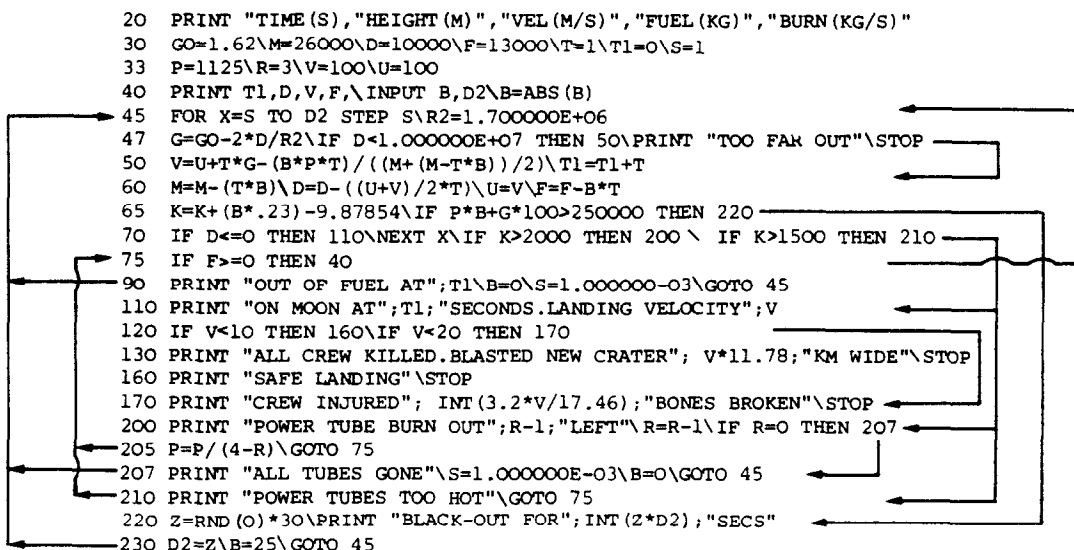 20 PRINT "TIME(S),"HEIGHT(M)","VEL(M/S)","FUEL(KG)","BURN(KG/S)"
30 GO=1.62\M=26000\D=10000\F=13000\T=1\T1=0\S=1
33 P=1125\R=3\V=100\U=100
40 PRINT T1,D,V,F,\INPUT B,D2\B=ABS(B)
45 FOR X=S TO D2 STEP S\R2=1.700000E+06
47 G=GO-2*D/R2\IF D<1.000000E+07 THEN 50\PRINT "TOO FAR OUT"\STOP
50 V=U+T*G-(B*P*T)/((M+(M-T*B))/2)\T1=T1+T
60 M=M-(T*B)\D=D-((U+V)/2*T)\U=V\F=F-B*T
65 K=K+(B*.23)-9.87854\IF P*B+G*100>250000 THEN 220
70 IF D<=0 THEN 110\NEXT X\IF K>2000 THEN 200\ IF K>1500 THEN 210
75 IF F>=0 THEN 40
90 PRINT "OUT OF FUEL AT";T1\B=0\S=1.000000-03\GOTO 45
110 PRINT "ON MOON AT";T1;"SECONDS.LANDING VELOCITY";V
120 IF V<10 THEN 160\IF V<20 THEN 170
130 PRINT "ALL CREW KILLED.BLASTED NEW CRATER"; V*11.78;"KM WIDE"\STOP
160 PRINT "SAFE LANDING"\STOP
170 PRINT "CREW INJURED"; INT(3.2*V/17.46);"BONES BROKEN"\STOP
200 PRINT "POWER TUBE BURN OUT";R-1;"LEFT"\R=R-1\IF R=0 THEN 207
205 P=P/(4-R)\GOTO 75
207 PRINT "ALL TUBES GONE"\S=1.000000E-03\B=0\GOTO 45
210 PRINT "POWER TUBES TOO HOT"\GOTO 75
220 Z=RND(0)*30\PRINT "BLACK-OUT FOR";INT(Z*D2);"SECS"
230 D2=Z\B=25\GOTO 45